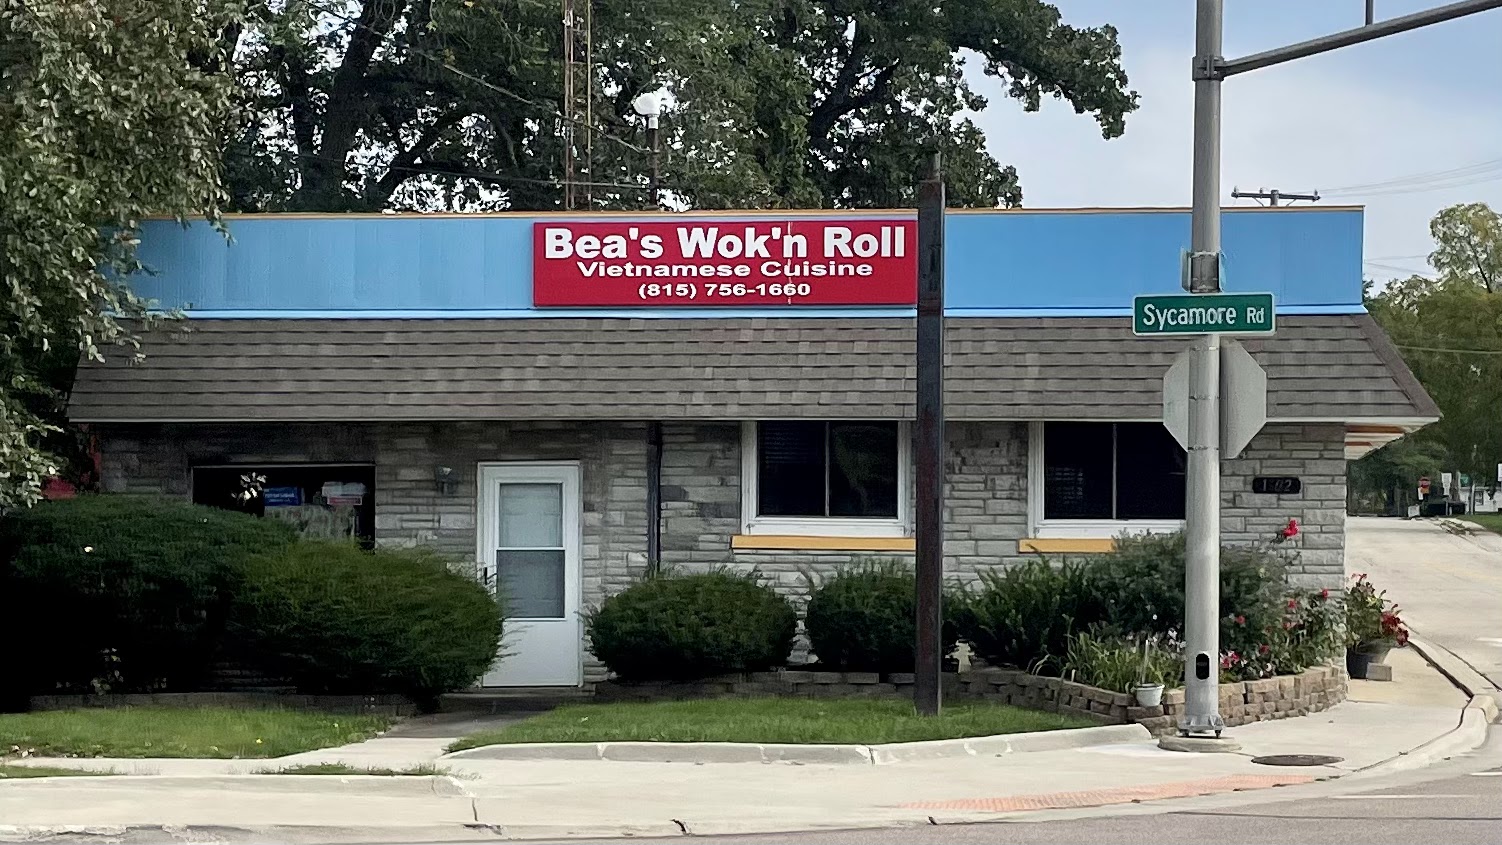 Bea's Wok'n Roll
Vietnamese Cuisine
(815) 756-1660
Sycamore Rd